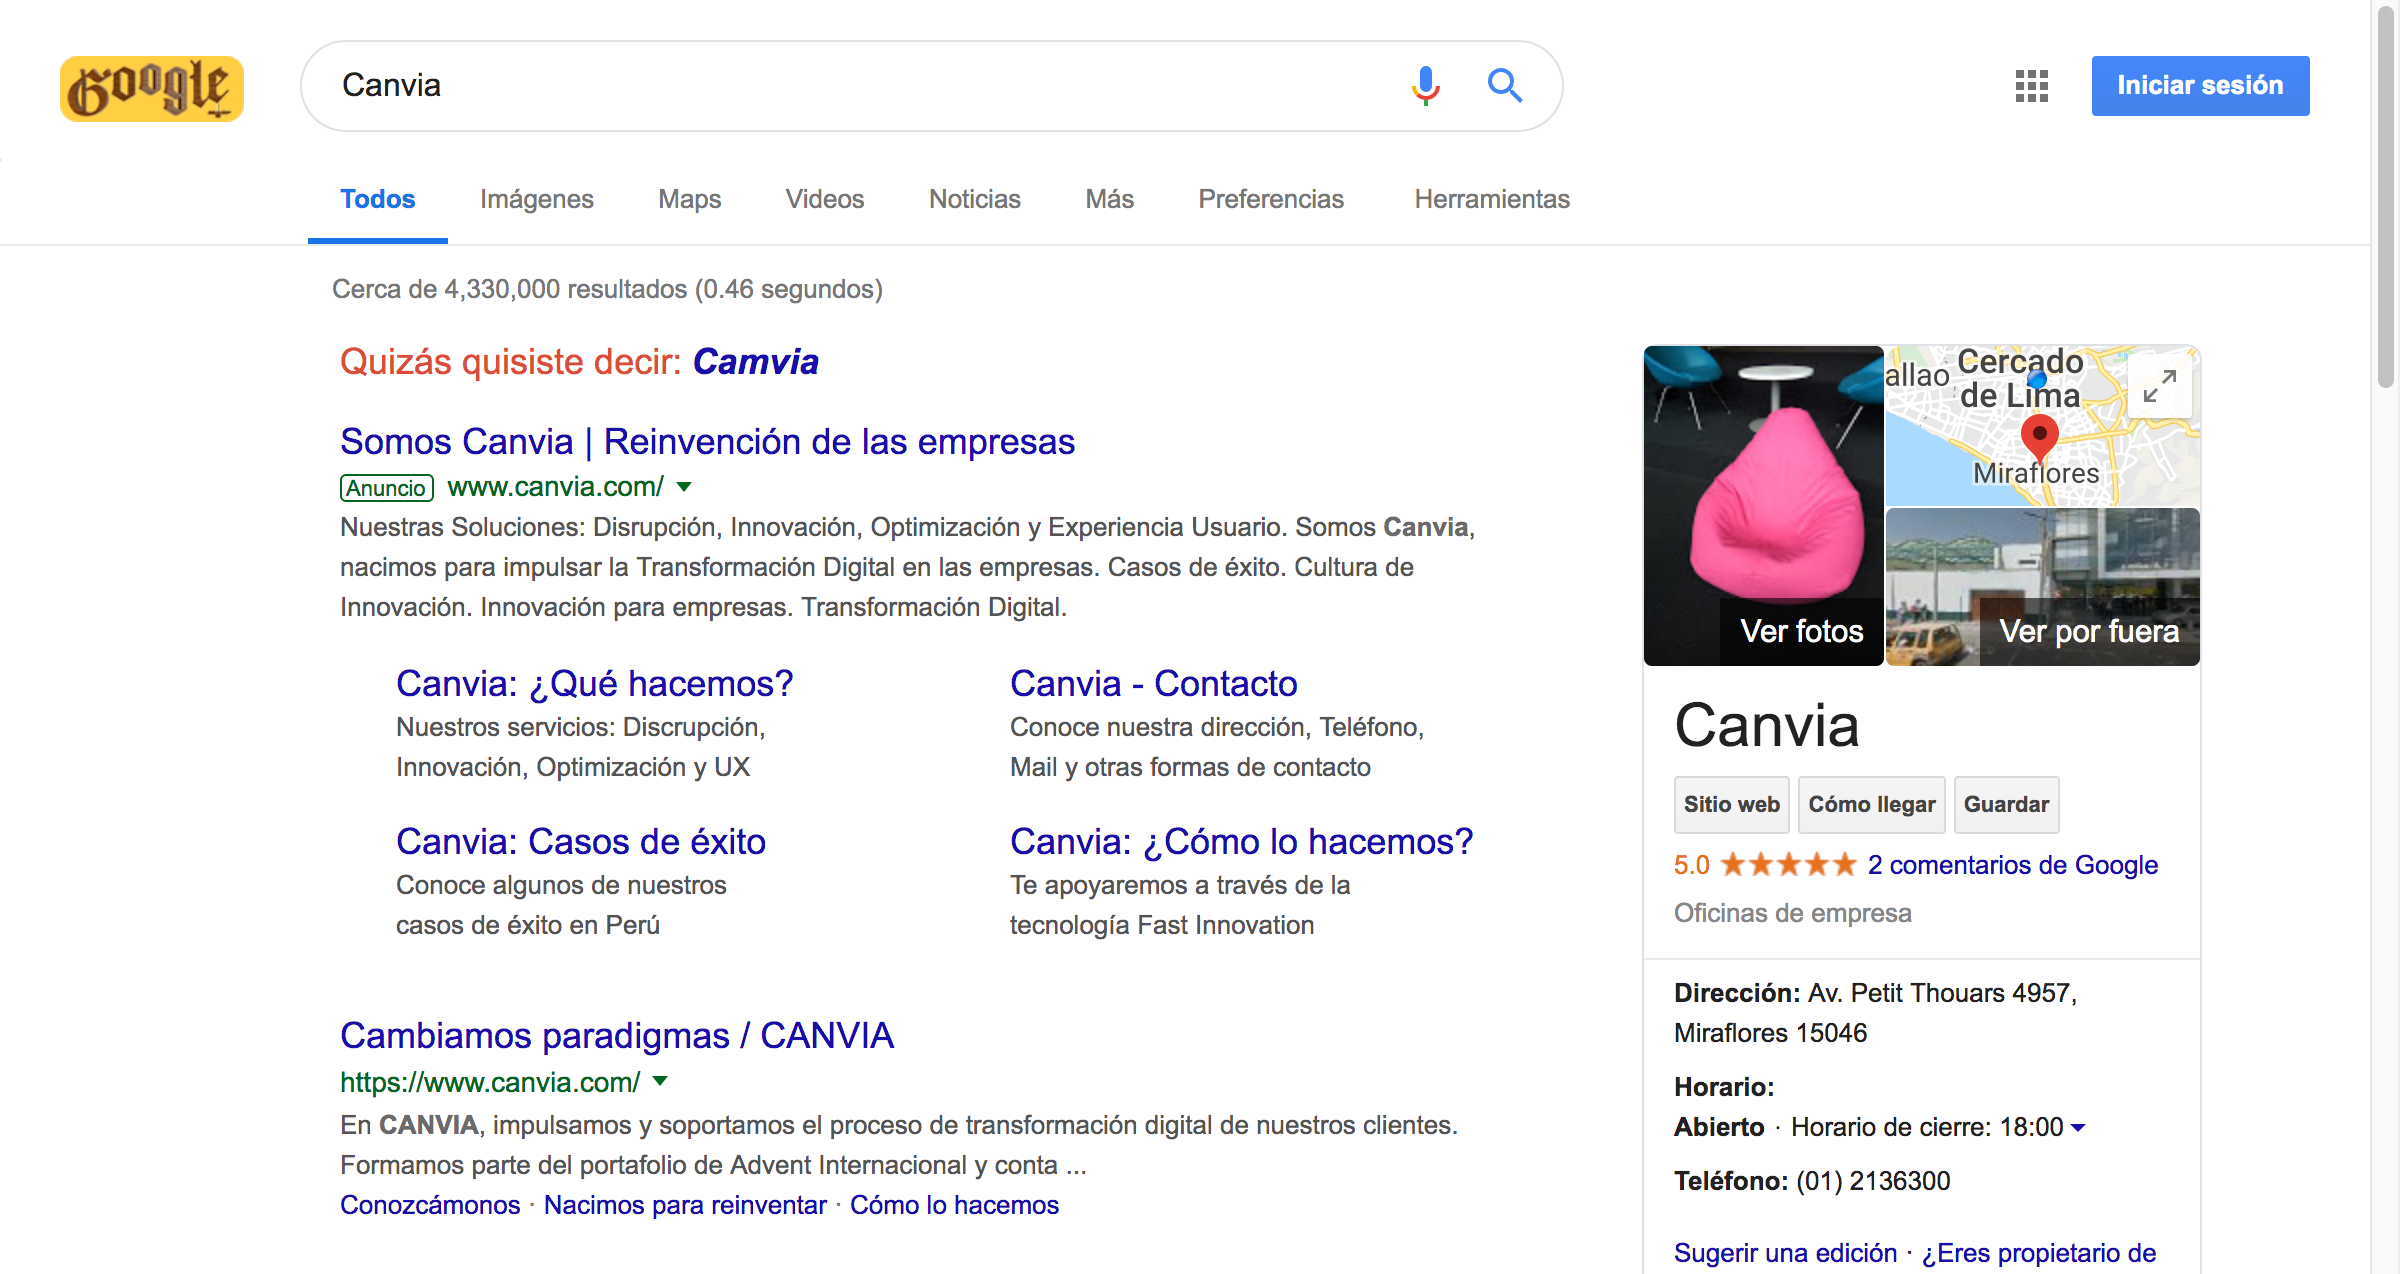 Google
Canvia
Iniciar sesión
Todos
Imágenes
Maps
Videos
Noticias
Más
Preferencias
Herramientas
Cerca de 4,330,000 resultados (0.46 segundos)
Quizás quisiste decir: Camvia
Somos Canvia | Reinvención de las empresas
Anuncio www.canvia.com/
Nuestras Soluciones: Disrupción, Innovación, Optimización y Experiencia Usuario. Somos Canvia,
nacimos para impulsar la Transformación Digital en las empresas. Casos de éxito. Cultura de
Innovación. Innovación para empresas. Transformación Digital.
Canvia: ¿Qué hacemos?
Nuestros servicios: Discrupción,
Innovación, Optimización y UX
Canvia - Contacto
Conoce nuestra dirección, Teléfono,
Mail y otras formas de contacto
Canvia: Casos de éxito
Conoce algunos de nuestros
casos de éxito en Perú
Canvia: ¿Cómo lo hacemos?
Te apoyaremos a través de la
tecnología Fast Innovation
Cambiamos paradigmas / CANVIA
https://www.canvia.com/
En CANVIA, impulsamos y soportamos el proceso de transformación digital de nuestros clientes.
Formamos parte del portafolio de Advent Internacional y conta ...
Conozcámonos · Nacimos para reinventar · Cómo lo hacemos
allao
Cercado
de Lima
Miraflores
Ver fotos
Ver por fuera
Canvia
Sitio web
Cómo llegar
Guardar
5.0 ★★★★★ 2 comentarios de Google
Oficinas de empresa
Dirección: Av. Petit Thouars 4957,
Miraflores 15046
Horario:
Abierto · Horario de cierre: 18:00
Teléfono: (01) 2136300
Sugerir una edición · ¿Eres propietario de